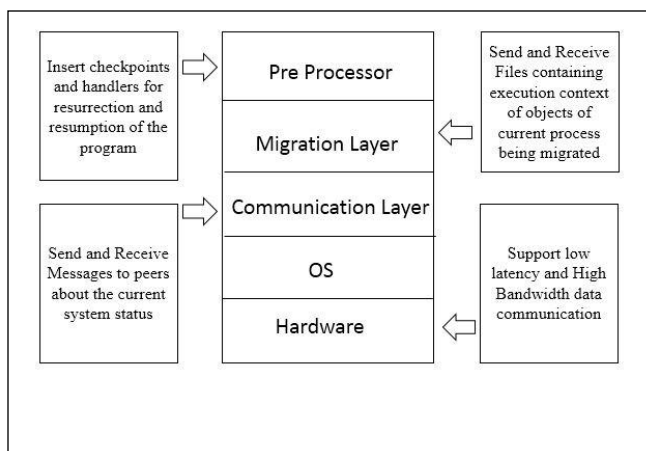 Insert checkpoints
and handlers for
resurrection and
resumption of the
program
Send and Receive
Messages to peers
about the current
system status
Pre Processor
Migration Layer
Communication Layer
OS
Hardware
Send and Receive
Files containing
execution context
of objects of
current process
being migrated
Support low
latency and High
Bandwidth data
communication